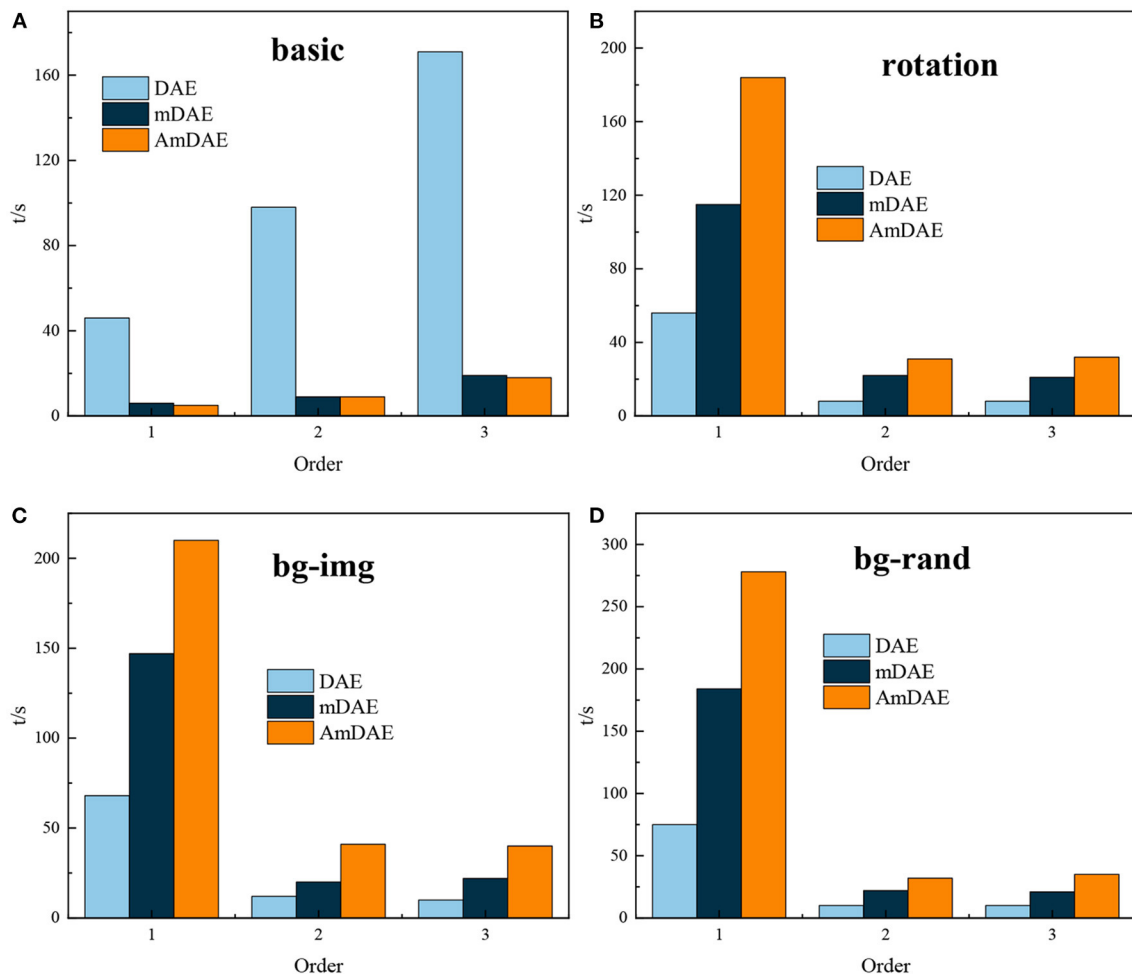 A
basic
DAE
mDAE
AmDAE
160
120
80
40
0
t/s
1 2 3
Order
B
rotation
DAE
mDAE
AmDAE
200
160
120
80
40
0
t/s
1 2 3
Order
C
bg-img
DAE
mDAE
AmDAE
200
150
100
50
0
t/s
1 2 3
Order
D
bg-rand
DAE
mDAE
AmDAE
300
250
200
150
100
50
0
t/s
1 2 3
Order